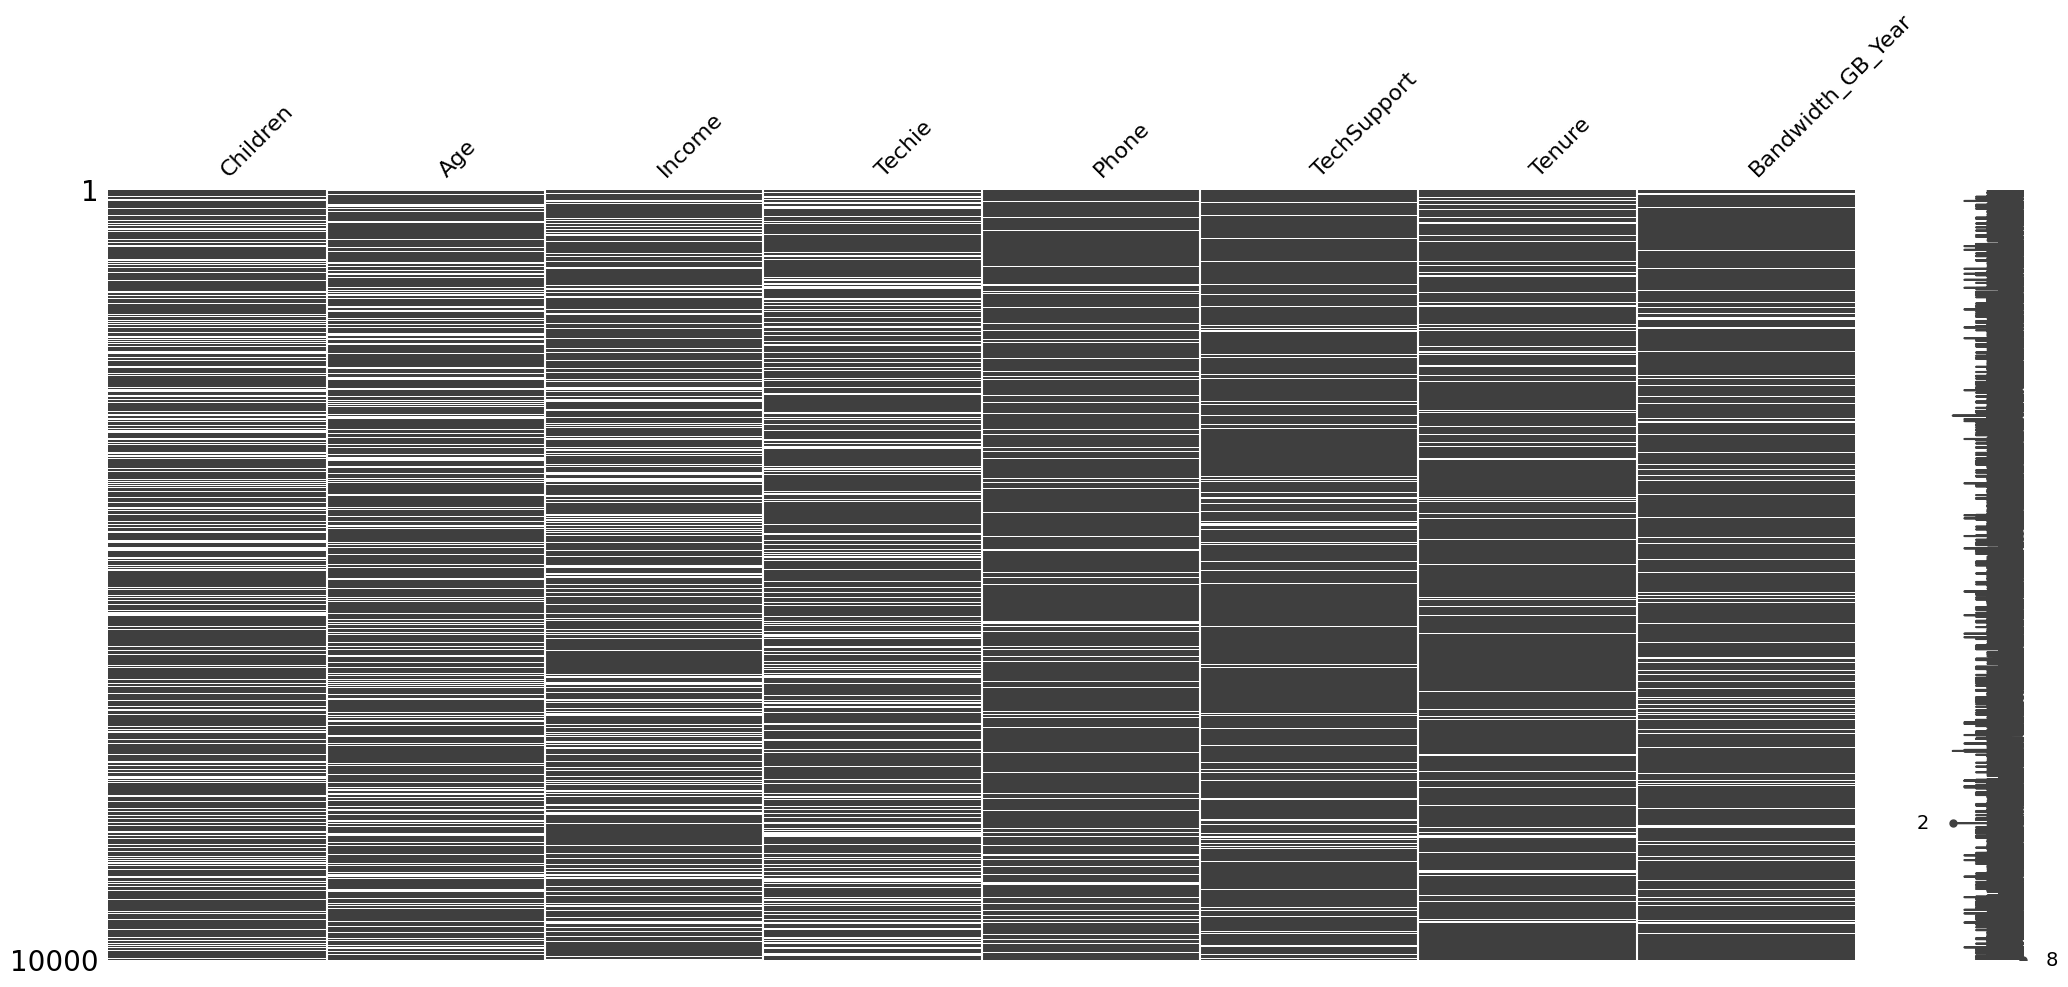 Children
Age
Income
Techie
Phone
TechSupport
Tenure
Bandwidth_GB_Year
1
2
10000
8